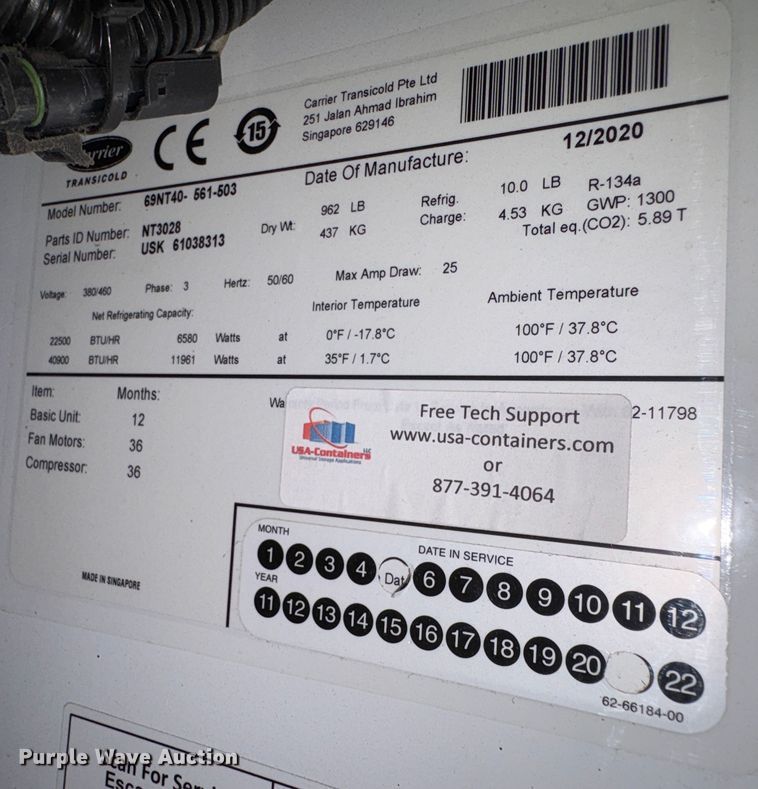 Carrier
TRANSICOLD
CE
15
Carrier Transicold Pte Ltd
251 Jalan Ahmad Ibrahim
Singapore 629146
Model Number: 69NT40- 561-503
Date Of Manufacture: 12/2020
Parts ID Number: NT3028
Serial Number: USK 61038313
Dry Wt: 962 LB
437 KG
Refrig. Charge: 10.0 LB R-134a
4.53 KG GWP: 1300
Total eq.(CO2): 5.89 T
Voltage: 380/460 Phase: 3 Hertz: 50/60 Max Amp Draw: 25
Net Refrigerating Capacity: Interior Temperature Ambient Temperature
22500 BTU/HR 6580 Watts at 0°F / -17.8°C 100°F / 37.8°C
40900 BTU/HR 11961 Watts at 35°F / 1.7°C 100°F / 37.8°C
Item: Months:
Basic Unit: 12
Fan Motors: 36
Compressor: 36
2-11798
USA-Containers LLC
Universal Storage Applications
Free Tech Support
www.usa-containers.com
or
877-391-4064
MADE IN SINGAPORE
MONTH DATE IN SERVICE
1 2 3 4 Dat 6 7 8 9 10 11 12
YEAR
11 12 13 14 15 16 17 18 19 20 22
62-66184-00
Scan For
Purple Wave Auction